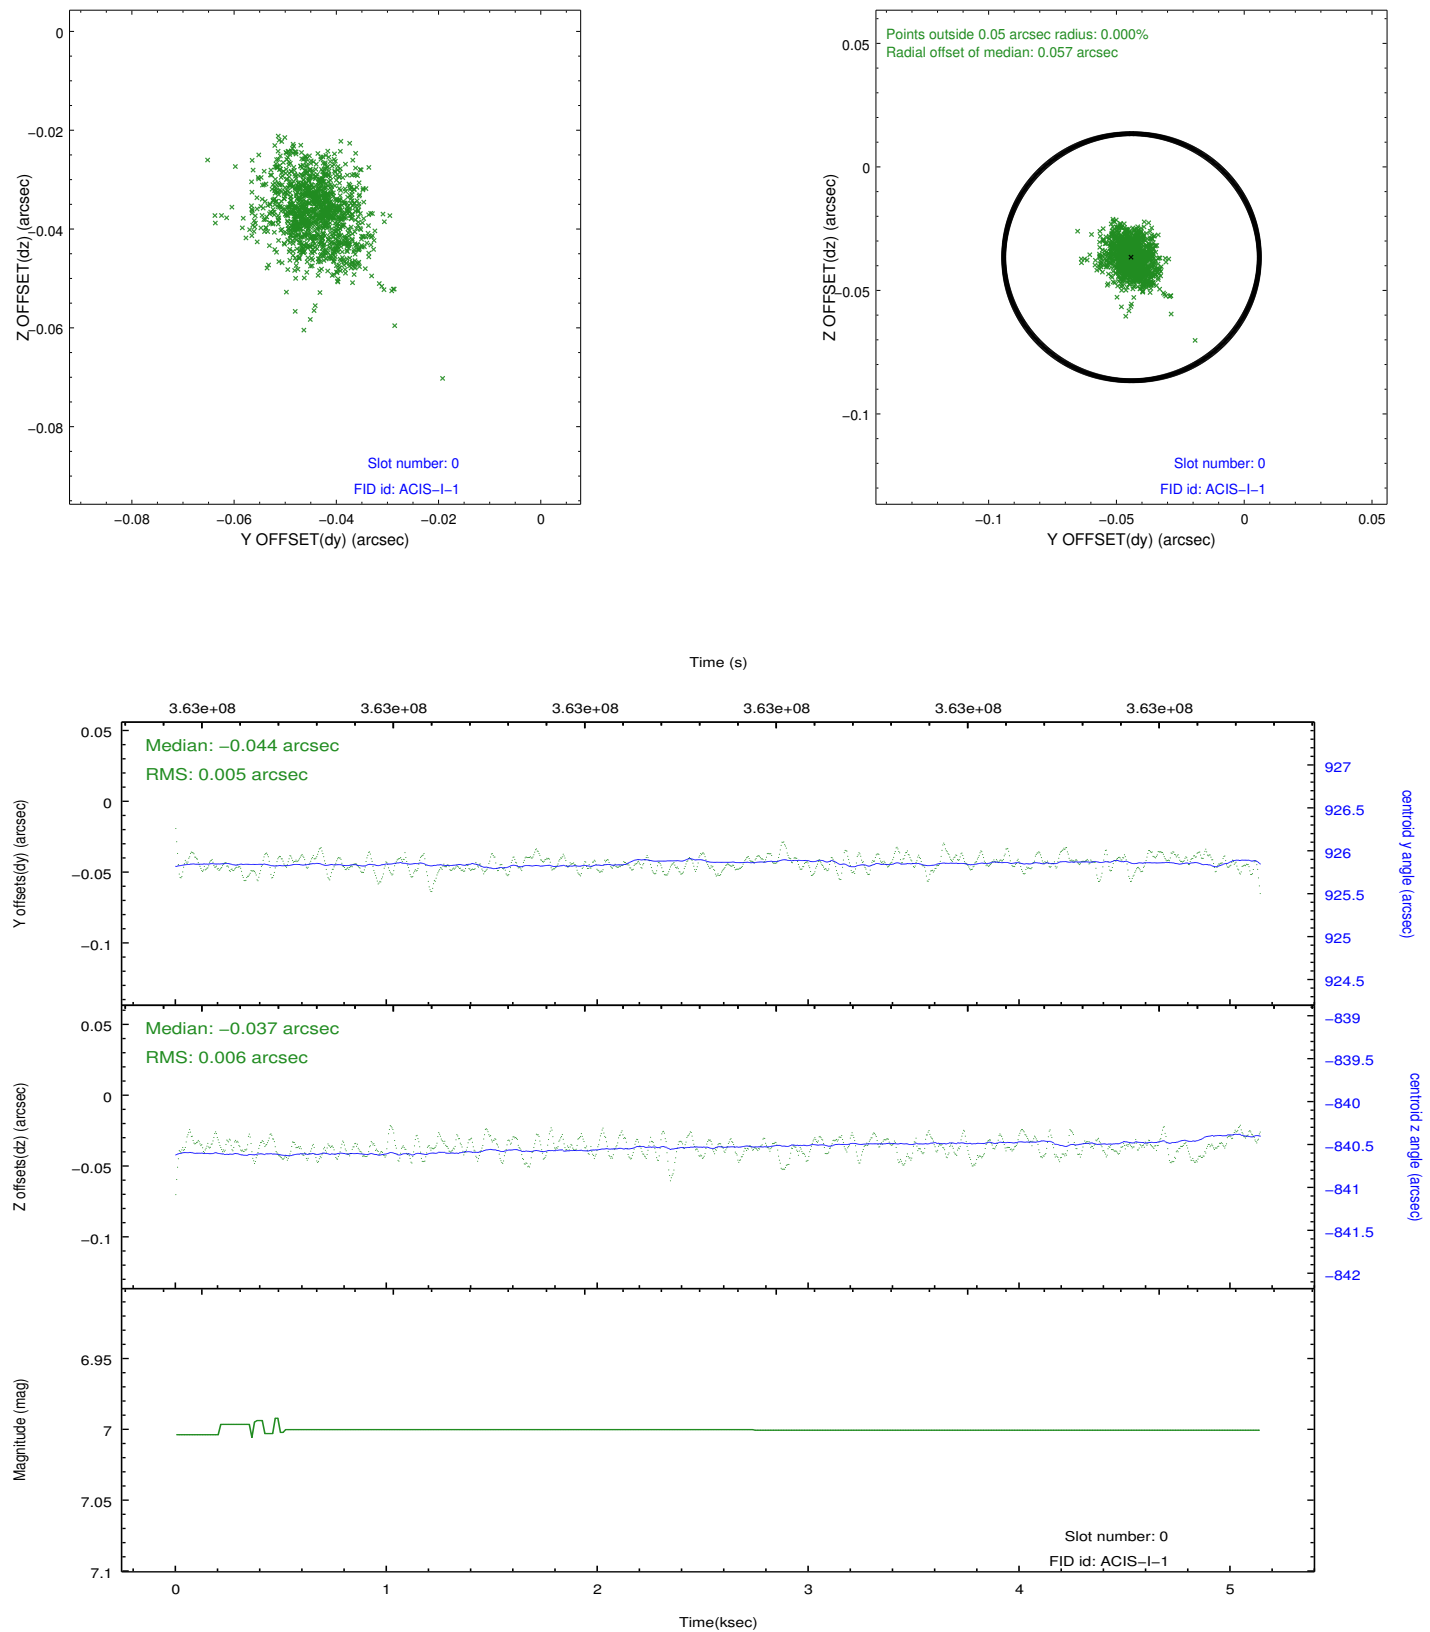 0
−0.02
−0.04
−0.06
−0.08
Z OFFSET(dz) (arcsec)
Slot number: 0
FID id: ACIS−I−1
−0.08
−0.06
−0.04
−0.02
0
Y OFFSET(dy) (arcsec)
Points outside 0.05 arcsec radius: 0.000%
Radial offset of median: 0.057 arcsec
0.05
0
−0.05
−0.1
Z OFFSET(dz) (arcsec)
Slot number: 0
FID id: ACIS−I−1
−0.1
−0.05
0
0.05
Y OFFSET(dy) (arcsec)
Time (s)
3.63e+08
3.63e+08
3.63e+08
3.63e+08
3.63e+08
3.63e+08
Median: −0.044 arcsec
RMS: 0.005 arcsec
0.05
0
−0.05
−0.1
Y offsets(dy) (arcsec)
927
926.5
926
925.5
925
924.5
centroid y angle (arcsec)
Median: −0.037 arcsec
RMS: 0.006 arcsec
0.05
0
−0.05
−0.1
Z offsets(dz) (arcsec)
−839
−839.5
−840
−840.5
−841
−841.5
−842
centroid z angle (arcsec)
6.95
7
7.05
7.1
Magnitude (mag)
Slot number: 0
FID id: ACIS−I−1
0
1
2
3
4
5
Time(ksec)